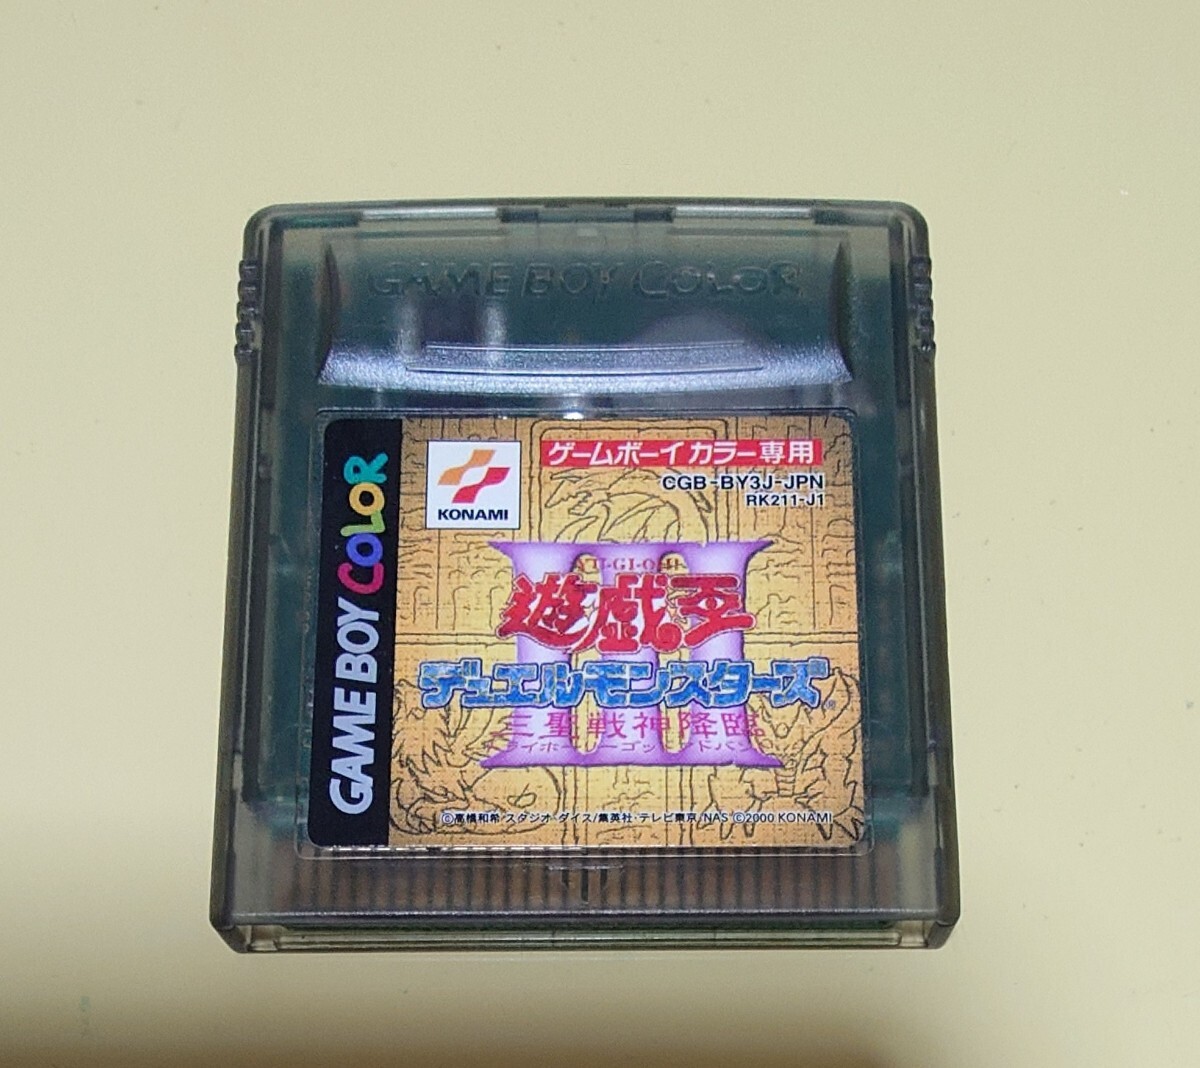 GAME BOY COLOR
GAME BOY COLOR
KONAMI
ゲームボーイカラー専用
CGB-BY3J-JPN
RK211-J1
YU-GI-OH
遊戯王
デュエルモンスターズ®
III
三聖戦神降臨
©高橋和希 スタジオ・ダイス/集英社・テレビ東京/NAS ©2000 KONAMI